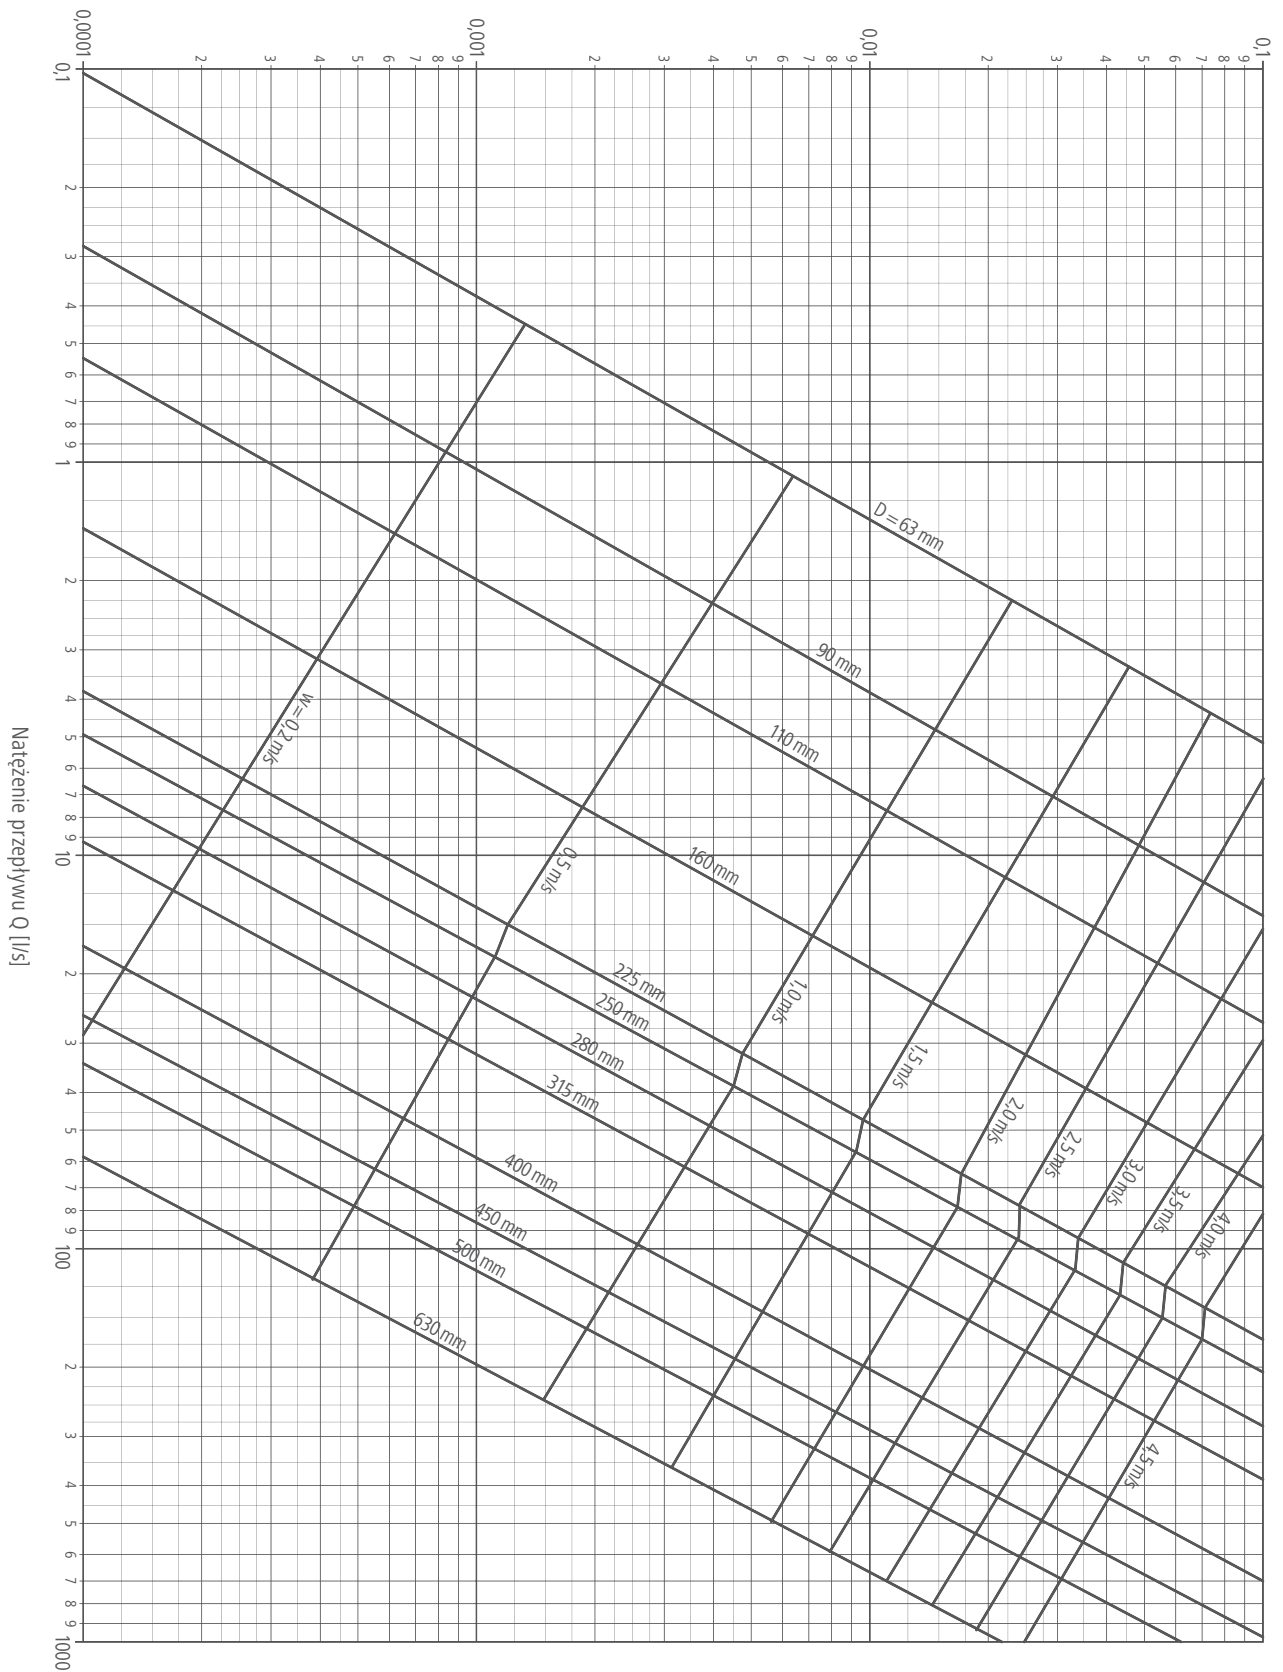 0,0001 2 3 4 5 6 7 8 9 0,001 2 3 4 5 6 7 8 9 0,01 2 3 4 5 6 7 8 9 0,1
0,1 2 3 4 5 6 7 8 9 1 2 3 4 5 6 7 8 9 10 2 3 4 5 6 7 8 9 100 2 3 4 5 6 7 8 9 1000
Natężenie przepływu Q [l/s]
D = 63 mm
90 mm
110 mm
160 mm
225 mm
250 mm
280 mm
315 mm
400 mm
450 mm
500 mm
630 mm
w = 0,2 m/s
0,5 m/s
1,0 m/s
1,5 m/s
2,0 m/s
2,5 m/s
3,0 m/s
3,5 m/s
4,0 m/s
4,5 m/s